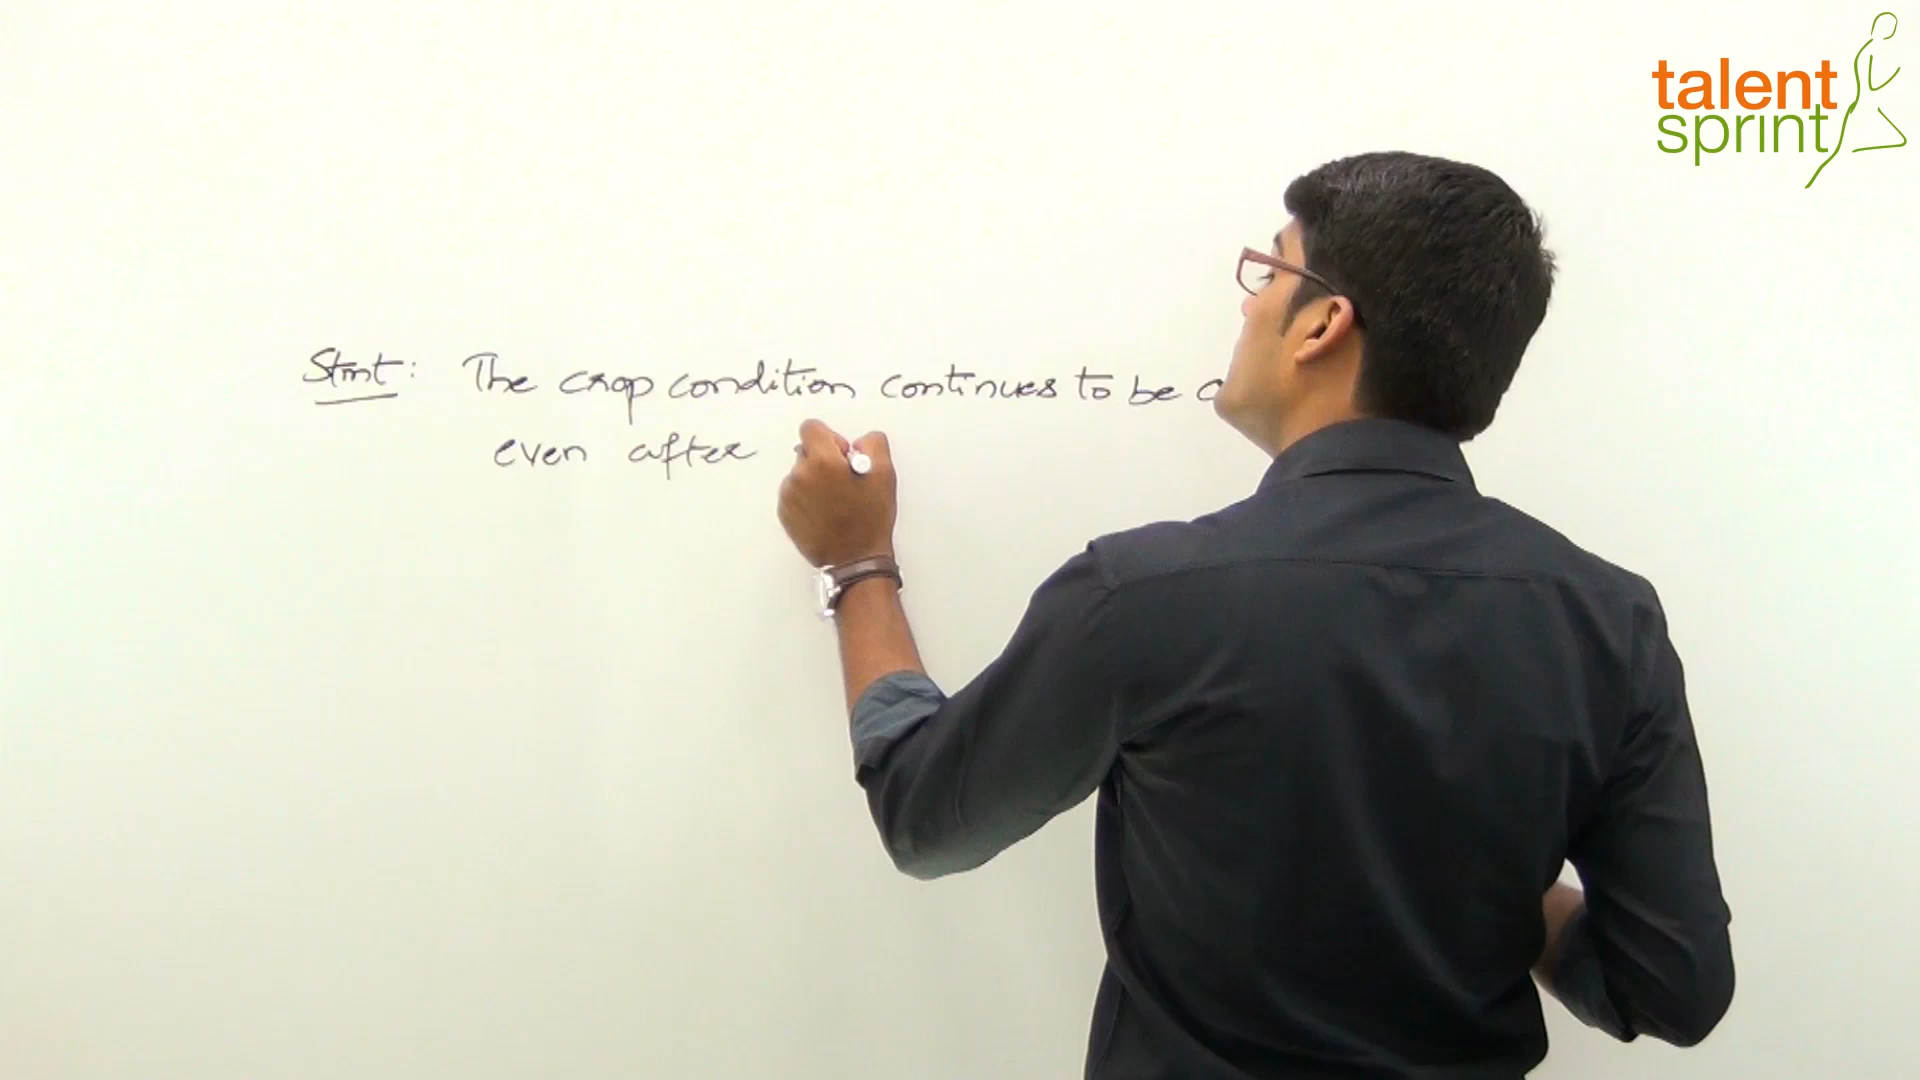 talent
sprint
Stmt: The crop condition continues to be
even after